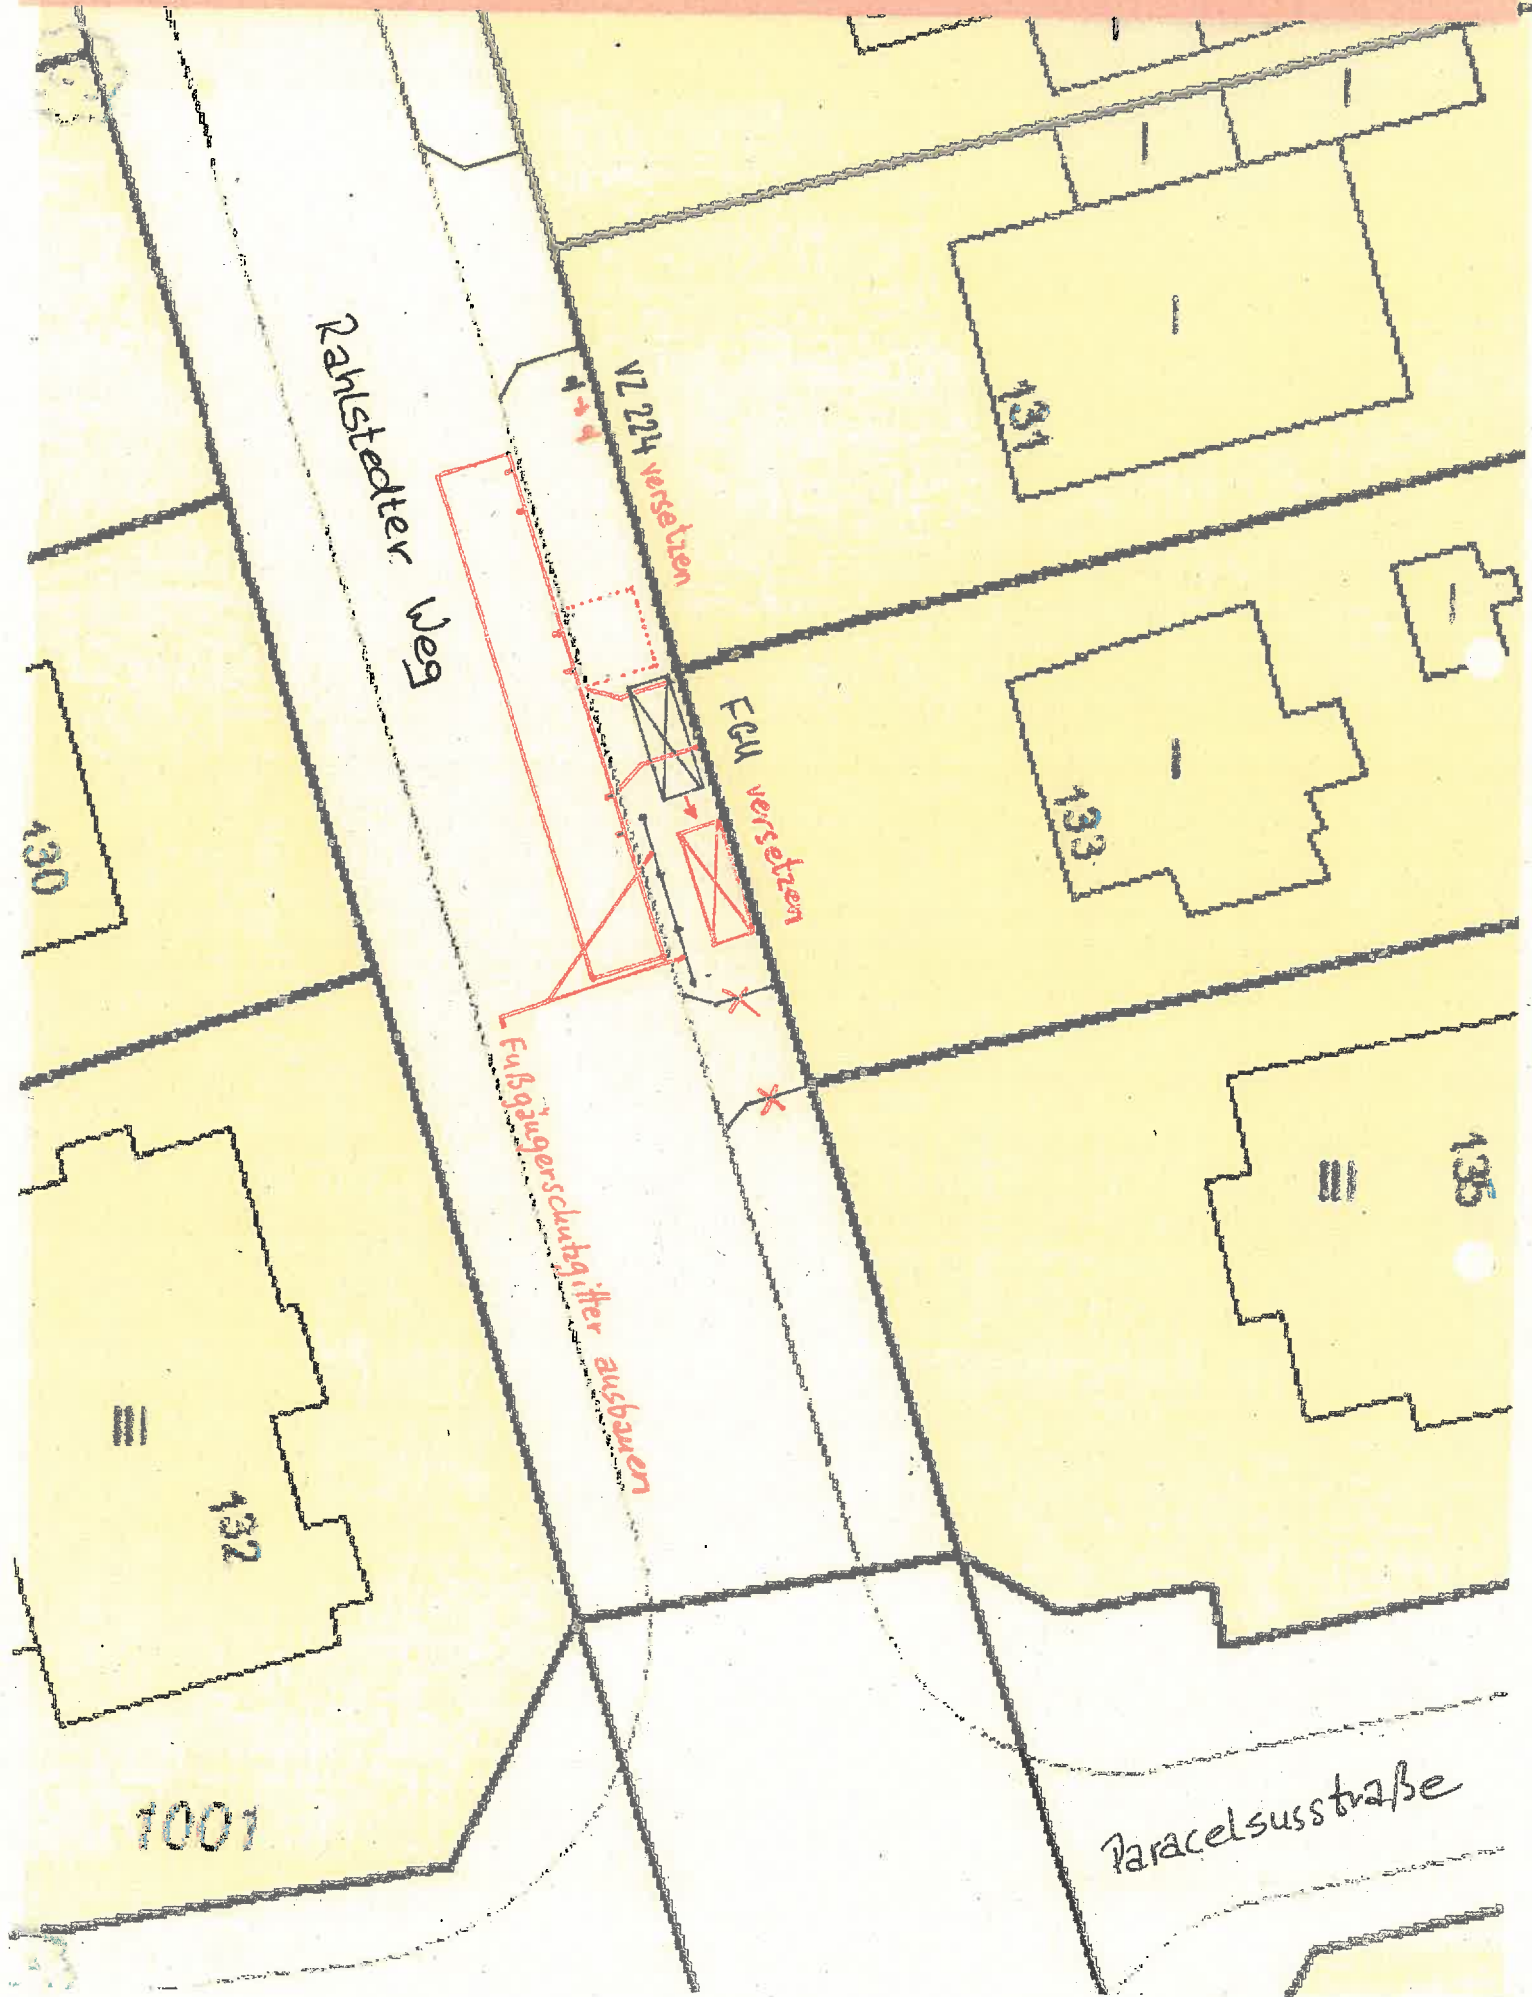 131
Rahlstedter Weg
VZ 224 versetzen
133
FGU versetzen
130
Fußgängerschutzgitter ausbauen
135
III
III
132
1001
Paracelsusstraße